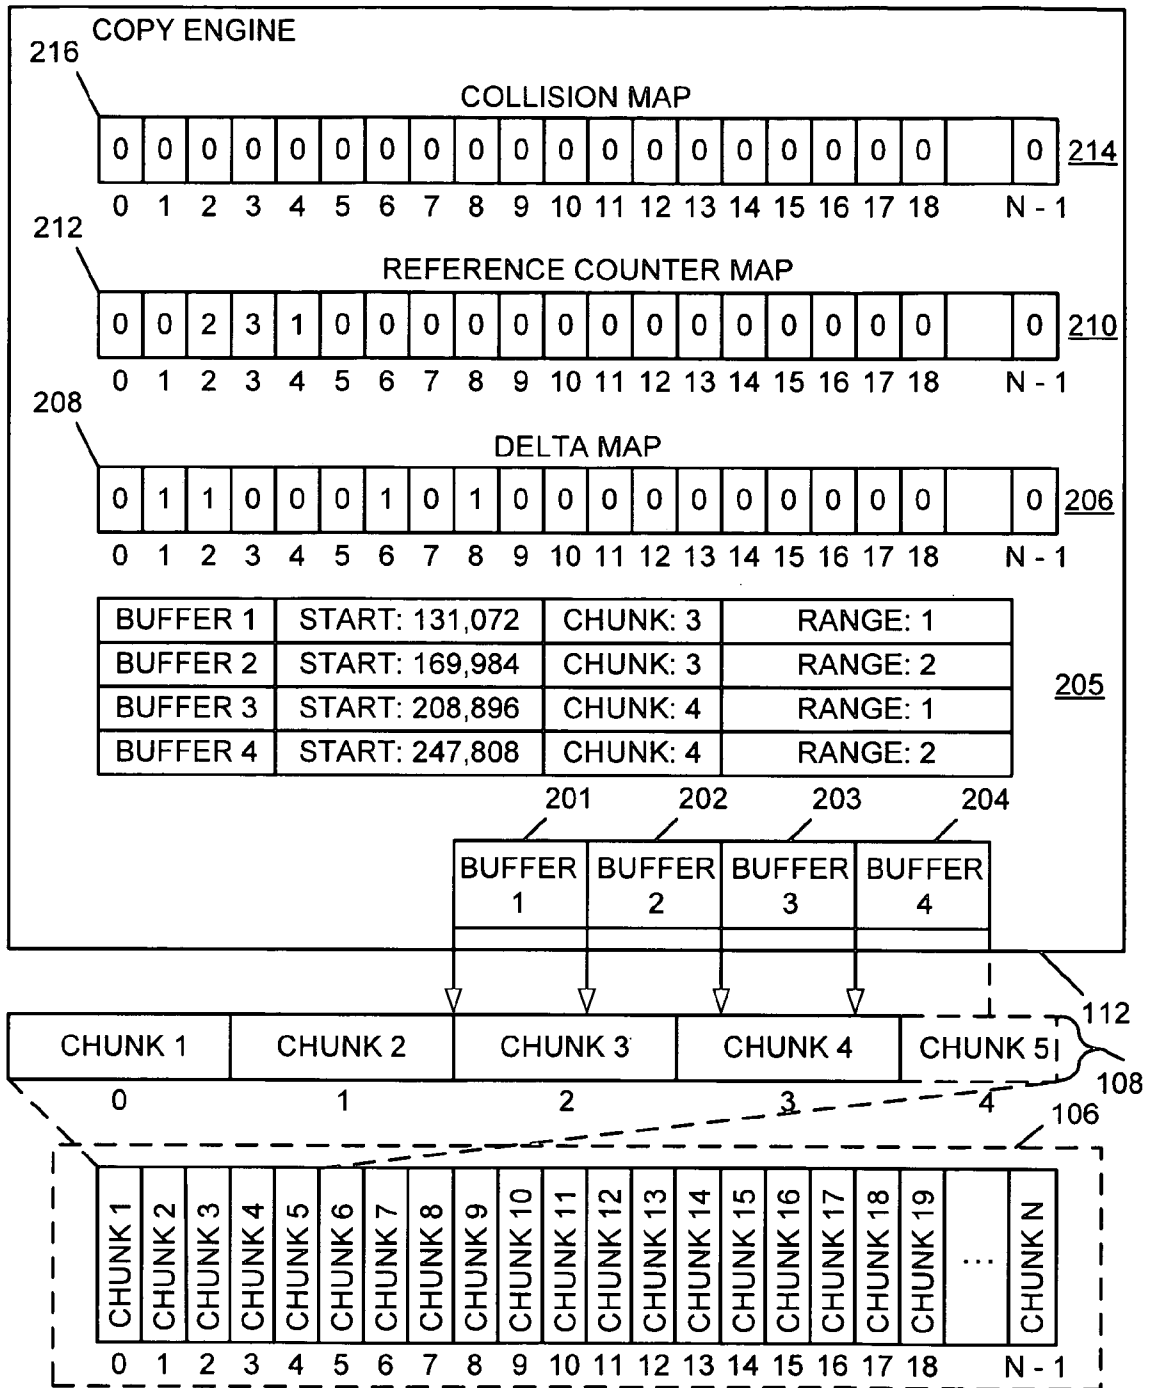 COPY ENGINE
216
COLLISION MAP
0 0 0 0 0 0 0 0 0 0 0 0 0 0 0 0 0 0 0 0 214
0 1 2 3 4 5 6 7 8 9 10 11 12 13 14 15 16 17 18 N - 1
212
REFERENCE COUNTER MAP
0 0 2 3 1 0 0 0 0 0 0 0 0 0 0 0 0 0 0 0 210
0 1 2 3 4 5 6 7 8 9 10 11 12 13 14 15 16 17 18 N - 1
208
DELTA MAP
0 1 1 0 0 0 1 0 1 0 0 0 0 0 0 0 0 0 0 0 206
0 1 2 3 4 5 6 7 8 9 10 11 12 13 14 15 16 17 18 N - 1
BUFFER 1 START: 131,072 CHUNK: 3 RANGE: 1
BUFFER 2 START: 169,984 CHUNK: 3 RANGE: 2
BUFFER 3 START: 208,896 CHUNK: 4 RANGE: 1
BUFFER 4 START: 247,808 CHUNK: 4 RANGE: 2
205
201 202 203 204
BUFFER 1 BUFFER 2 BUFFER 3 BUFFER 4
112
CHUNK 1 CHUNK 2 CHUNK 3 CHUNK 4 CHUNK 5
108
0 1 2 3 4
106
CHUNK 1 CHUNK 2 CHUNK 3 CHUNK 4 CHUNK 5 CHUNK 6 CHUNK 7 CHUNK 8 CHUNK 9 CHUNK 10 CHUNK 11 CHUNK 12 CHUNK 13 CHUNK 14 CHUNK 15 CHUNK 16 CHUNK 17 CHUNK 18 CHUNK 19 ... CHUNK N
0 1 2 3 4 5 6 7 8 9 10 11 12 13 14 15 16 17 18 N - 1